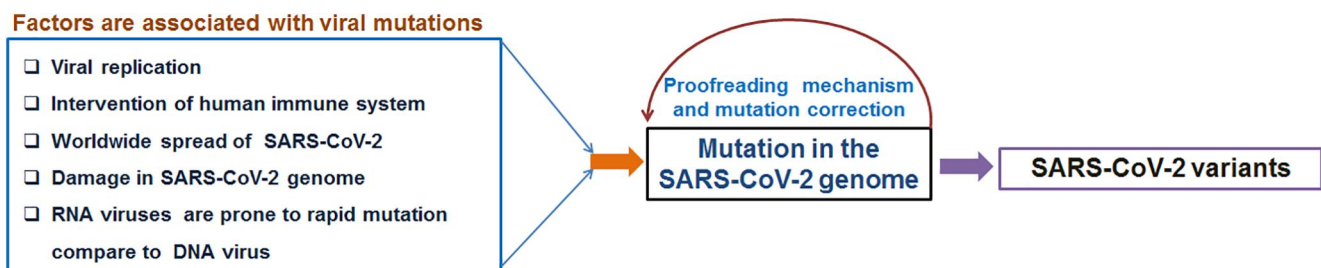 Factors are associated with viral mutations
❑ Viral replication
❑ Intervention of human immune system
❑ Worldwide spread of SARS-CoV-2
❑ Damage in SARS-CoV-2 genome
❑ RNA viruses are prone to rapid mutation
compare to DNA virus
Proofreading mechanism
and mutation correction
Mutation in the
SARS-CoV-2 genome
SARS-CoV-2 variants